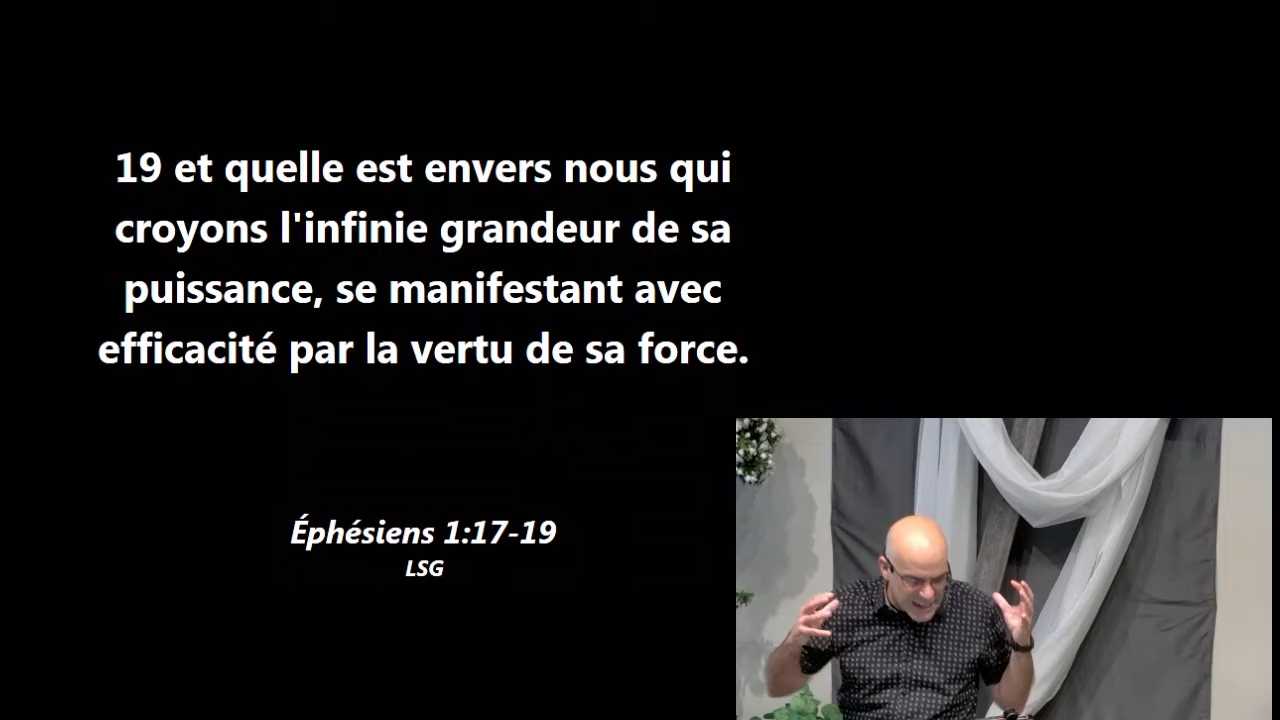 19 et quelle est envers nous qui
croyons l'infinie grandeur de sa
puissance, se manifestant avec
efficacité par la vertu de sa force.
Éphésiens 1:17-19
LSG